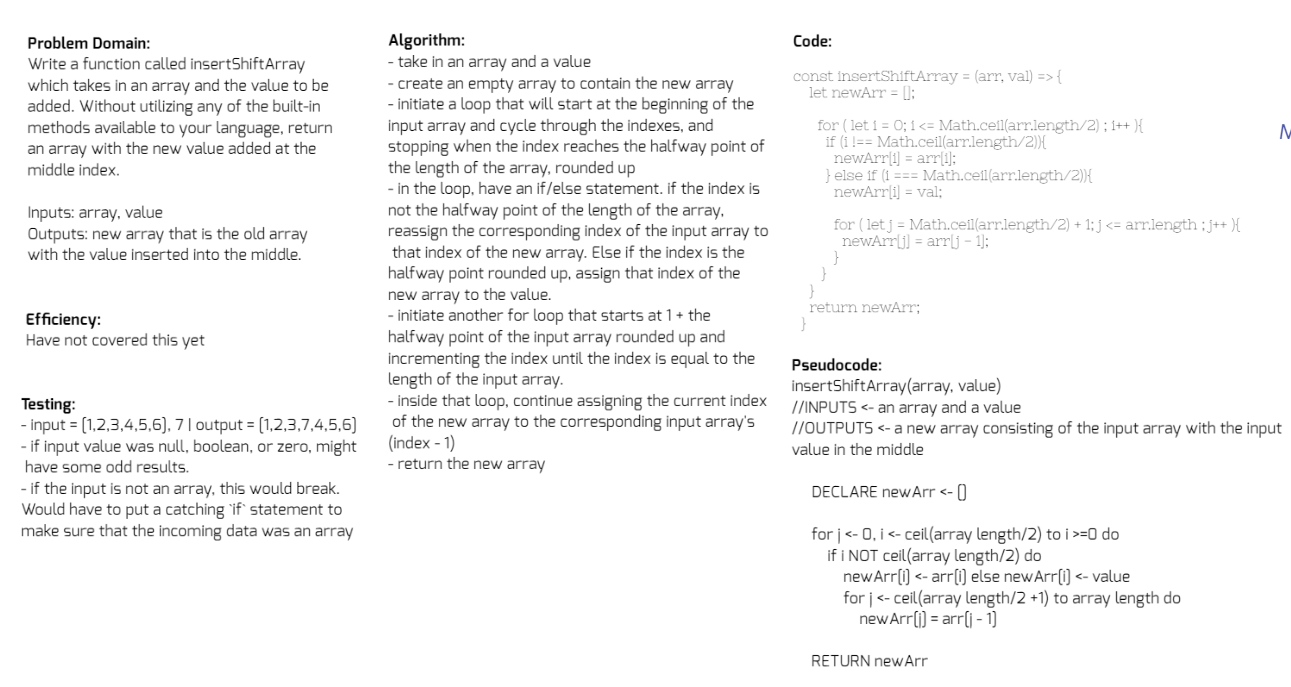 Problem Domain:
Write a function called insertShiftArray
which takes in an array and the value to be
added. Without utilizing any of the built-in
methods available to your language, return
an array with the new value added at the
middle index.
Inputs: array, value
Outputs: new array that is the old array
with the value inserted into the middle.
Efficiency:
Have not covered this yet
Testing:
- input = [1,2,3,4,5,6], 7 | output = [1,2,3,7,4,5,6]
- if input value was null, boolean, or zero, might
have some odd results.
- if the input is not an array, this would break.
Would have to put a catching `if` statement to
make sure that the incoming data was an array
Algorithm:
- take in an array and a value
- create an empty array to contain the new array
- initiate a loop that will start at the beginning of the
input array and cycle through the indexes, and
stopping when the index reaches the halfway point of
the length of the array, rounded up
- in the loop, have an if/else statement. if the index is
not the halfway point of the length of the array,
reassign the corresponding index of the input array to
that index of the new array. Else if the index is the
halfway point rounded up, assign that index of the
new array to the value.
- initiate another for loop that starts at 1 + the
halfway point of the input array rounded up and
incrementing the index until the index is equal to the
length of the input array.
- inside that loop, continue assigning the current index
of the new array to the corresponding input array's
(index - 1)
- return the new array
Code:
const insertShiftArray = (arr, val) => {
let newArr = [];
for ( let i = 0; i <= Math.ceil(arr.length/2) ; i++ ){
if (i !== Math.ceil(arr.length/2)){
newArr[i] = arr[i];
} else if (i === Math.ceil(arr.length/2)){
newArr[i] = val;
for ( let j = Math.ceil(arr.length/2) + 1; j <= arr.length ; j++ ){
newArr[j] = arr[j - 1];
}
}
}
return newArr;
}
Pseudocode:
insertShiftArray(array, value)
//INPUTS <- an array and a value
//OUTPUTS <- a new array consisting of the input array with the input
value in the middle
DECLARE newArr <- []
for j <- 0, i <- ceil(array length/2) to i >=0 do
if i NOT ceil(array length/2) do
newArr[i] <- arr[i] else newArr[i] <- value
for j <- ceil(array length/2 +1) to array length do
newArr[j] = arr[j - 1]
RETURN newArr